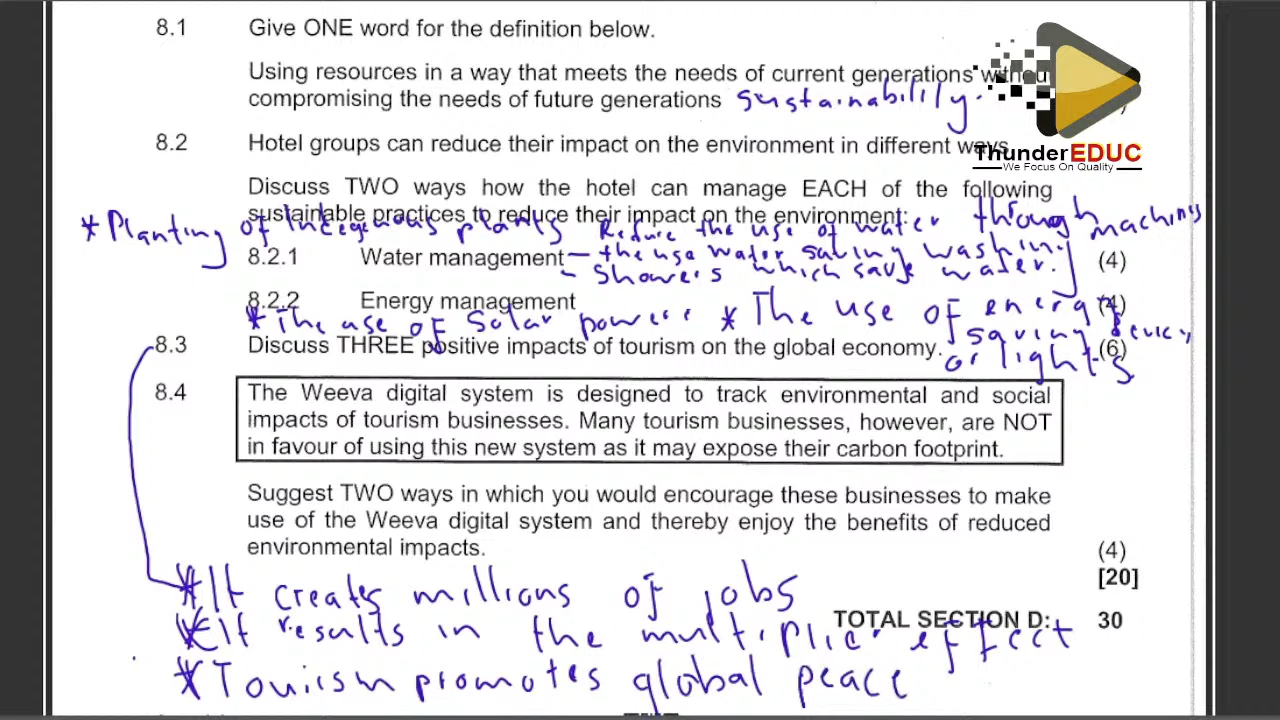 8.1 Give ONE word for the definition below.
Using resources in a way that meets the needs of current generations
compromising the needs of future generations sustainability.
8.2 Hotel groups can reduce their impact on the environment in different ways
ThunderEDUC
We Focus On Quality
Discuss TWO ways how the hotel can manage EACH of the following
sustainable practices to reduce their impact on the environment:
* Planting of indegenous plants Reduce the use of water through machines
8.2.1 Water management – the use water saving washing (4)
– showers which save water.
8.2.2 Energy management (4)
* The use of solar power * The use of energy
saving devices
8.3 Discuss THREE positive impacts of tourism on the global economy. (6)
or lights
8.4 The Weeva digital system is designed to track environmental and social
impacts of tourism businesses. Many tourism businesses, however, are NOT
in favour of using this new system as it may expose their carbon footprint.
Suggest TWO ways in which you would encourage these businesses to make
use of the Weeva digital system and thereby enjoy the benefits of reduced
environmental impacts. (4)
[20]
* It creates millions of jobs
TOTAL SECTION D: 30
* It results in the multiplier effect
* Tourism promotes global peace